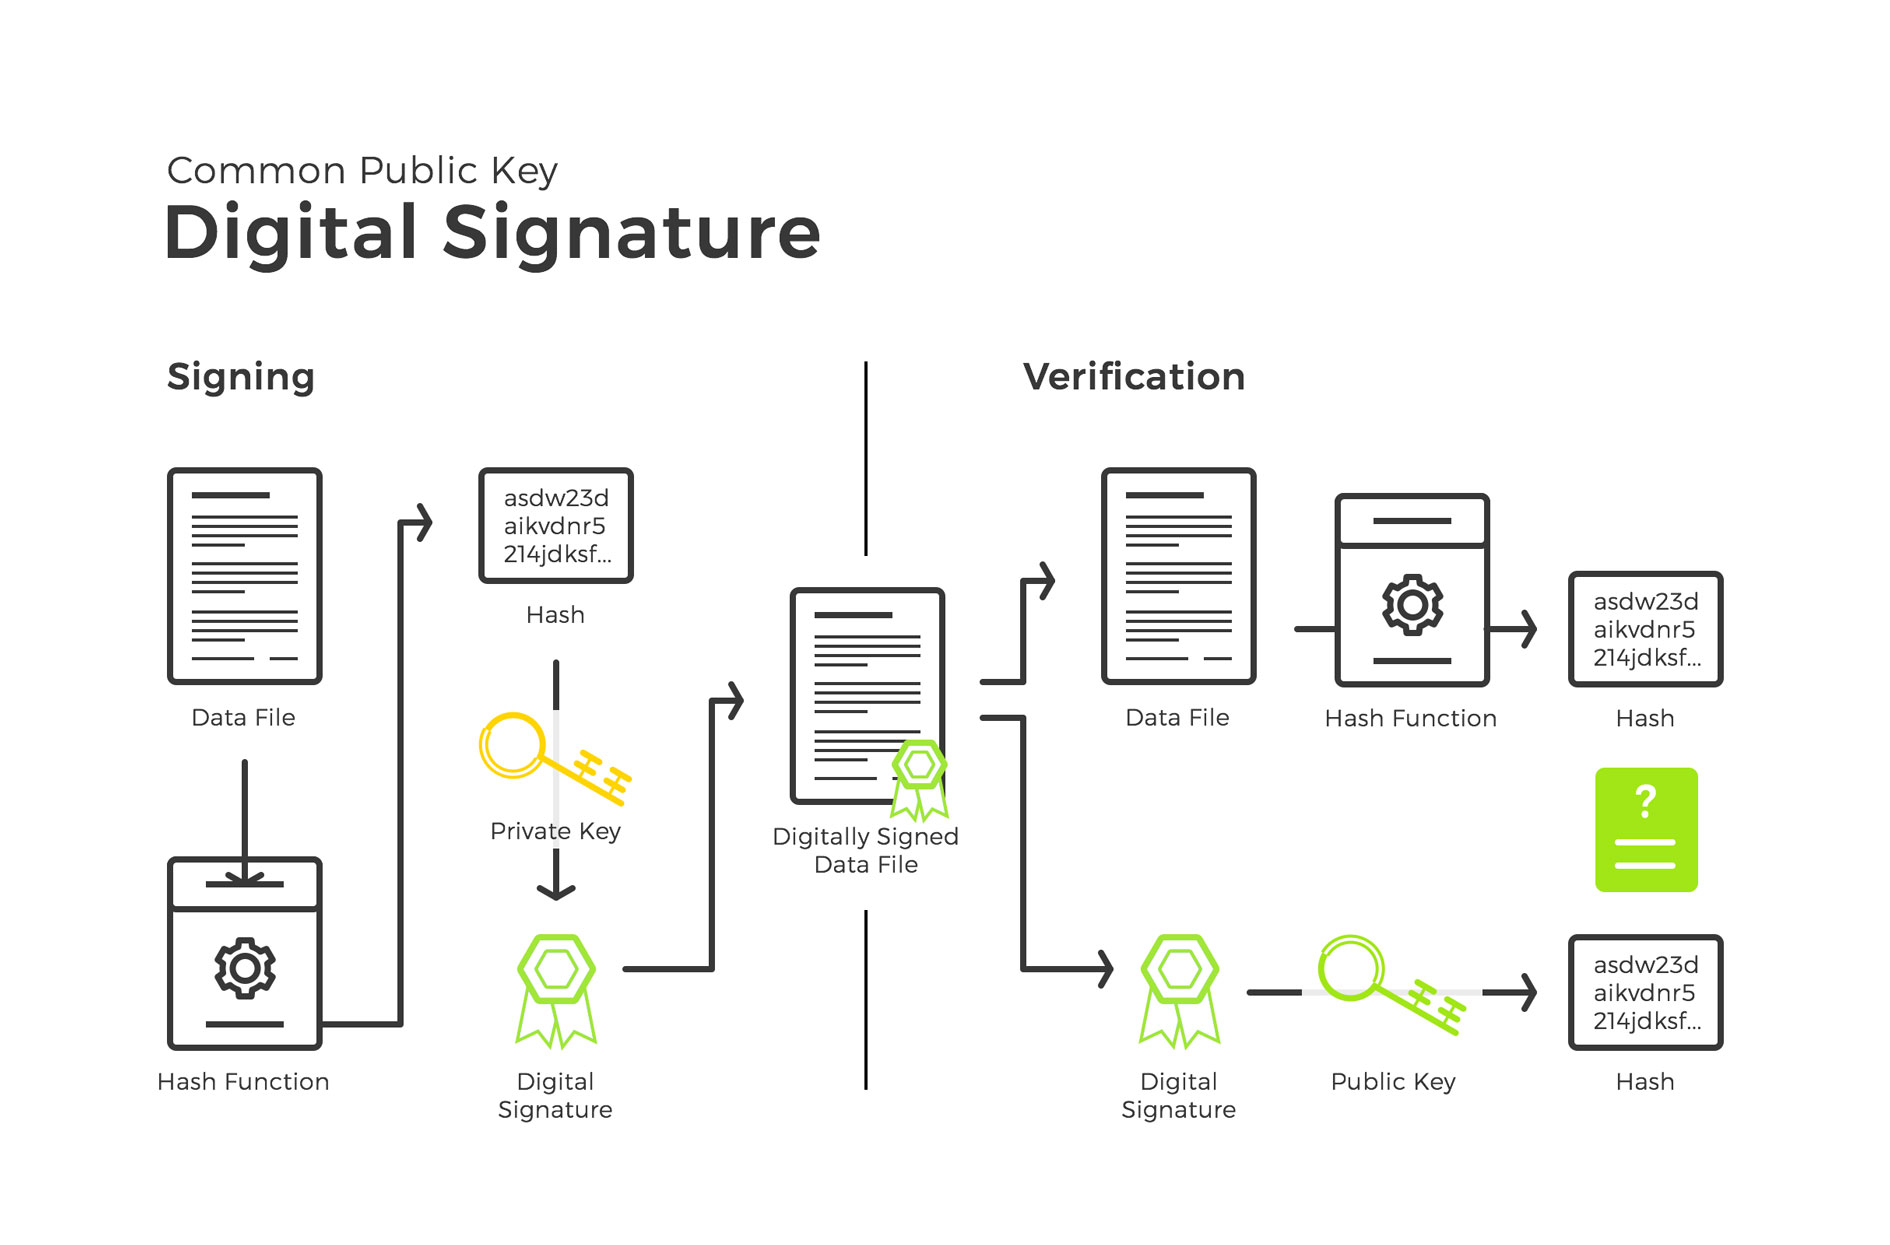 Common Public Key
Digital Signature
Signing
Verification
Data File
Hash Function
asdw23d
aikvdnr5
214jdksf...
Hash
Private Key
Digital
Signature
Digitally Signed
Data File
Data File
Hash Function
asdw23d
aikvdnr5
214jdksf...
Hash
?
Digital
Signature
Public Key
asdw23d
aikvdnr5
214jdksf...
Hash